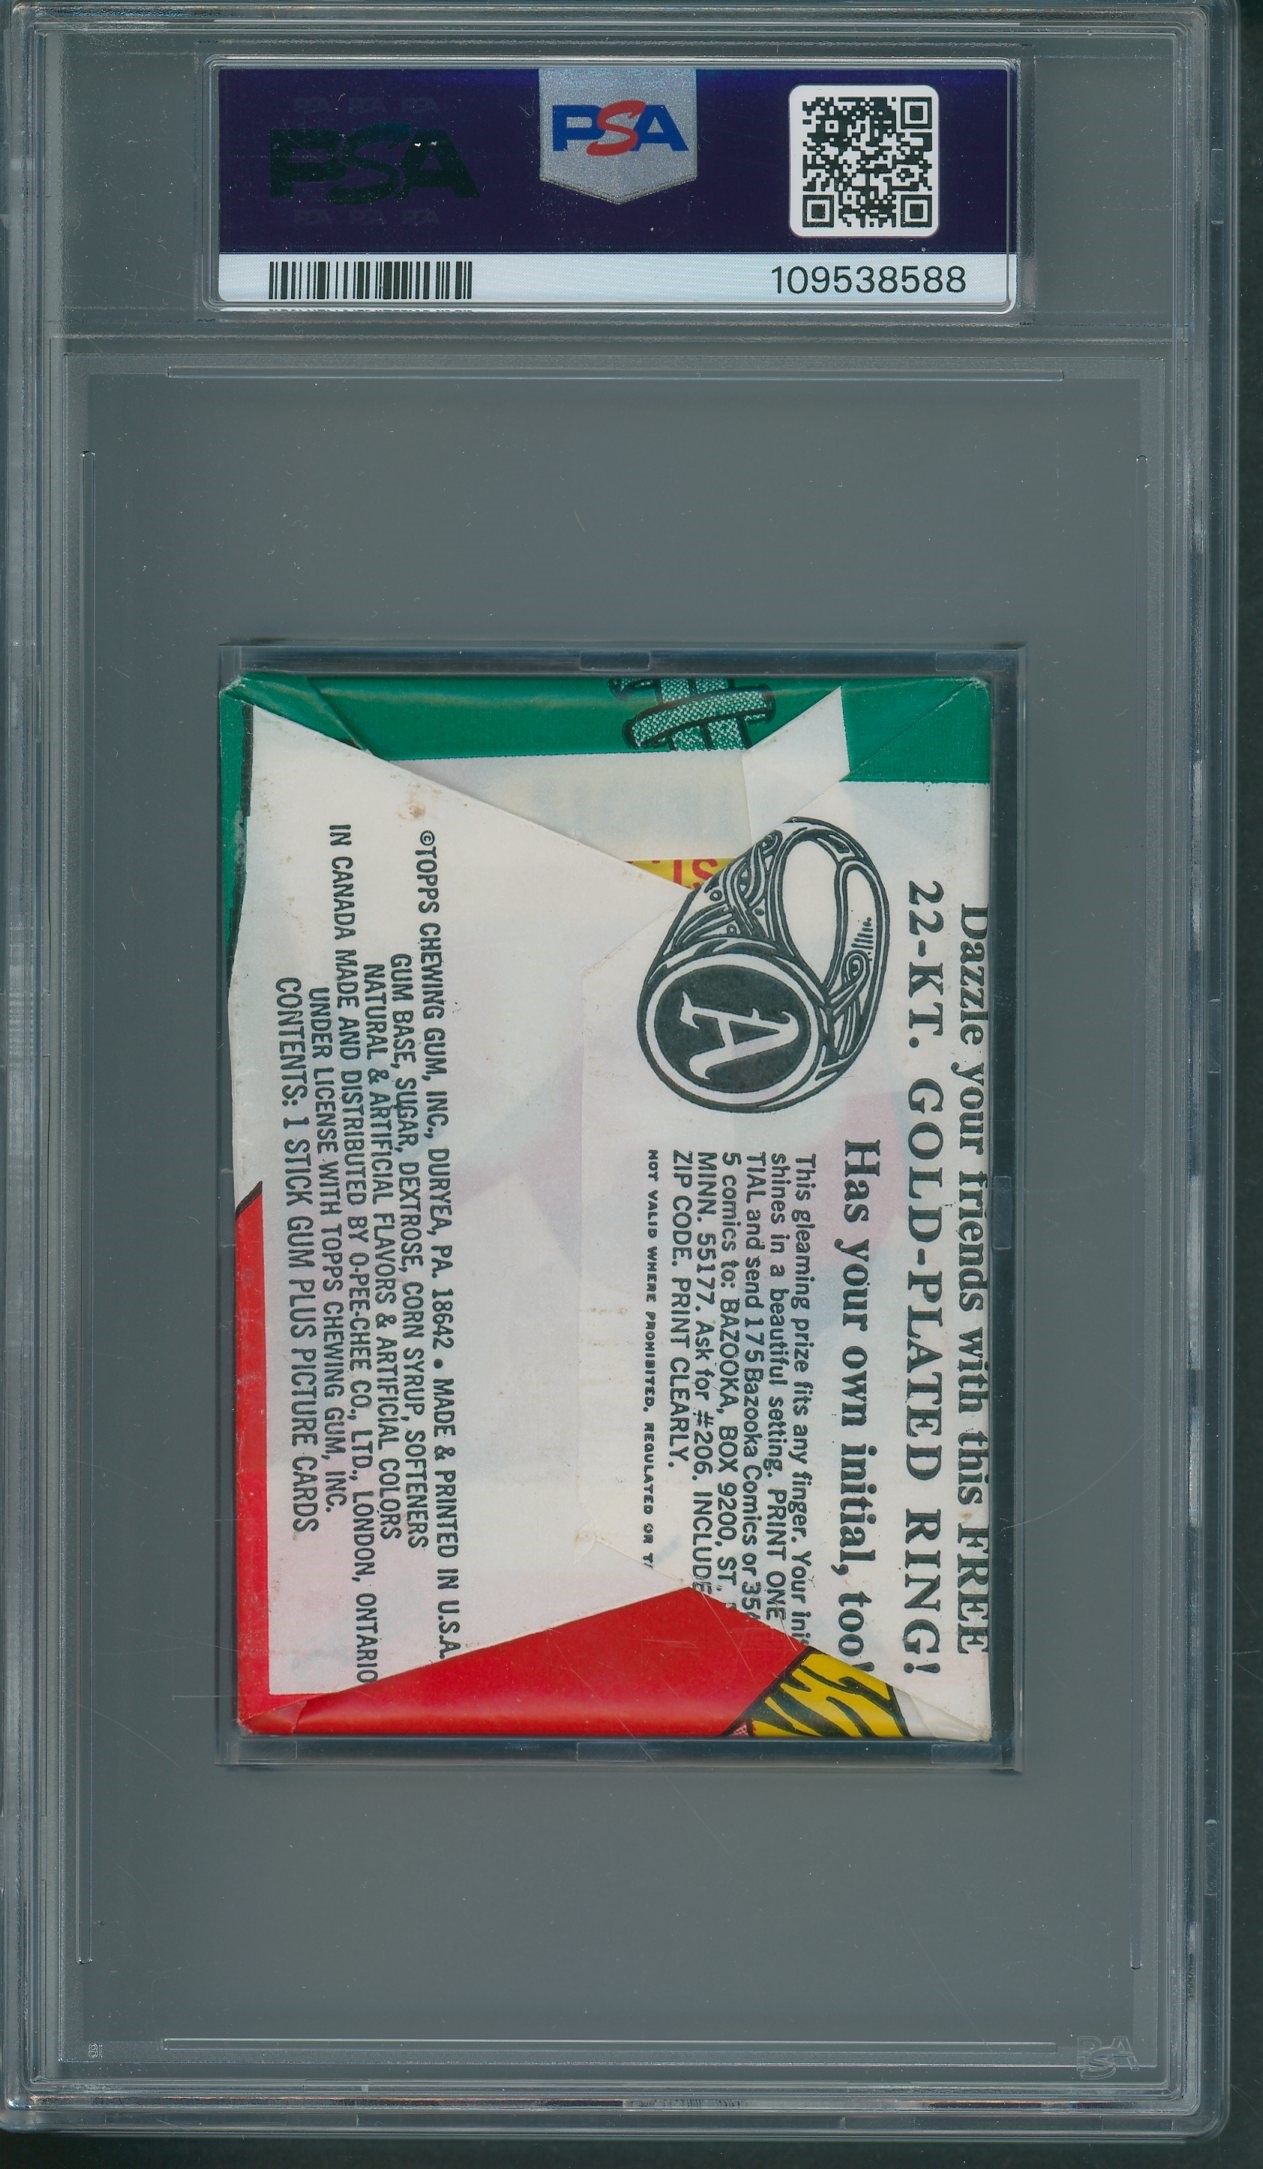 PSA
PSA
109538588
Dazzle your friends with this FREE
22-KT. GOLD-PLATED RING!
Has your own initial, too!
A
This gleaming prize fits any finger. Your init
shines in a beautiful setting. PRINT ONE
TIAL and send 175 Bazooka Comics or 35¢
5 comics to: BAZOOKA, BOX 9200, ST.
MINN. 55177. Ask for #206. INCLUDE
ZIP CODE. PRINT CLEARLY.
NOT VALID WHERE PROHIBITED, REGULATED OR T
©TOPPS CHEWING GUM, INC., DURYEA, PA. 18642 • MADE & PRINTED IN U.S.A.
GUM BASE, SUGAR, DEXTROSE, CORN SYRUP, SOFTENERS
NATURAL & ARTIFICIAL FLAVORS & ARTIFICIAL COLORS
IN CANADA MADE AND DISTRIBUTED BY O-PEE-CHEE CO., LTD., LONDON, ONTARIO
UNDER LICENSE WITH TOPPS CHEWING GUM, INC.
CONTENTS: 1 STICK GUM PLUS PICTURE CARDS
PSA